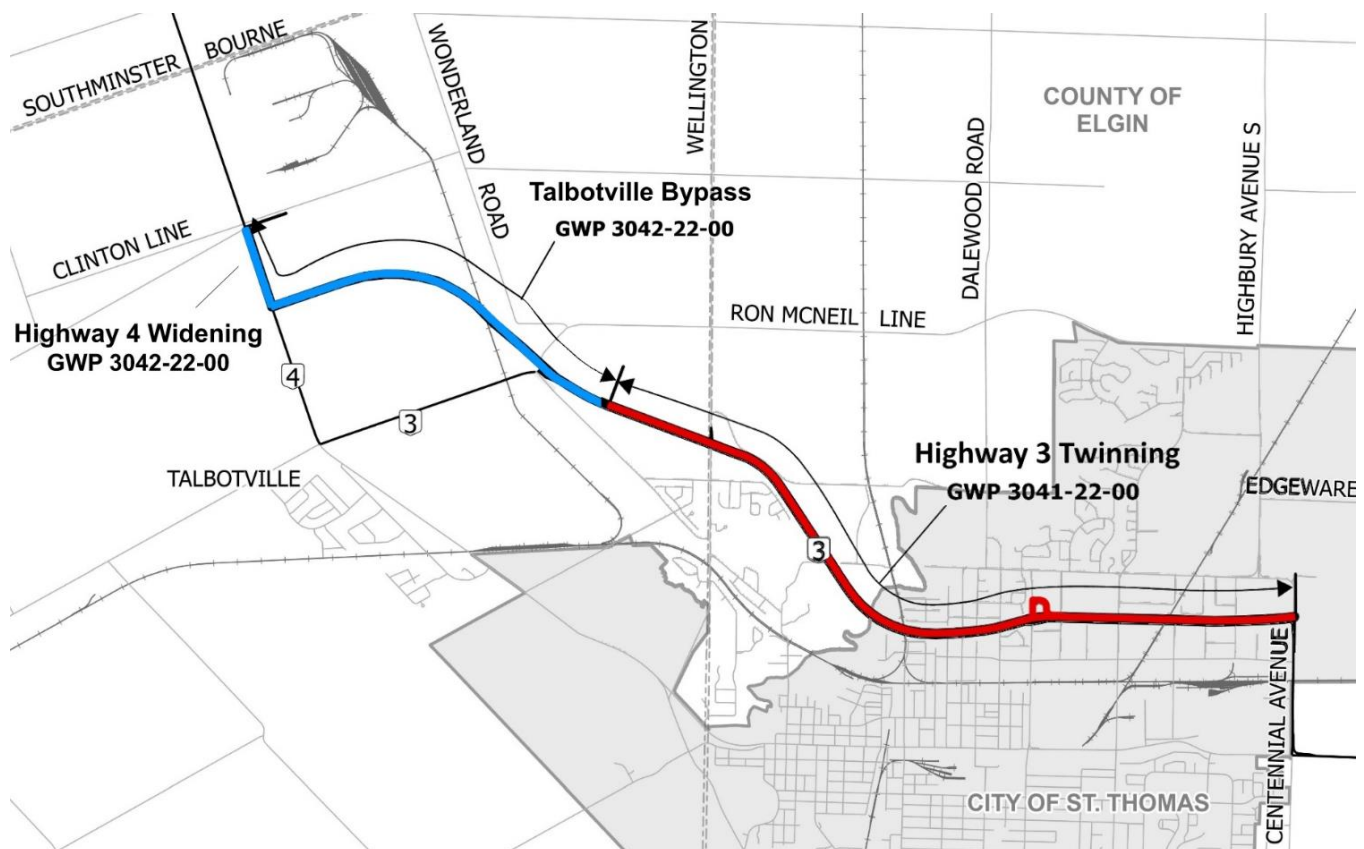 SOUTHMINSTER BOURNE
WONDERLAND ROAD
WELLINGTON
COUNTY OF
ELGIN
DALEWOOD ROAD
HIGHBURY AVENUE S
Talbotville Bypass
GWP 3042-22-00
CLINTON LINE
RON MCNEIL LINE
Highway 4 Widening
GWP 3042-22-00
4
3
Highway 3 Twinning
GWP 3041-22-00
TALBOTVILLE
EDGEWARE
3
CENTENNIAL AVENUE
CITY OF ST. THOMAS